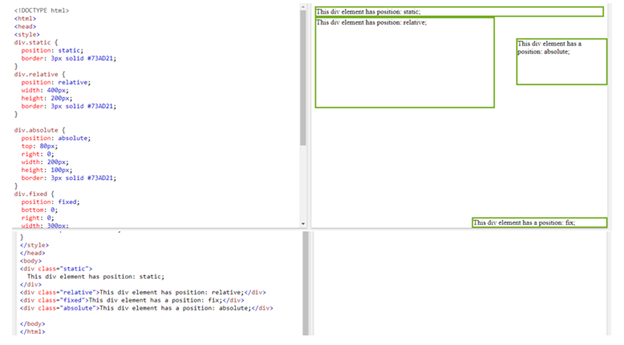 <!DOCTYPE html>
<html>
<head>
<style>
div.static {
  position: static;
  border: 3px solid #73AD21;
}
div.relative {
  position: relative;
  width: 400px;
  height: 200px;
  border: 3px solid #73AD21;
}

div.absolute {
  position: absolute;
  top: 80px;
  right: 0;
  width: 200px;
  height: 100px;
  border: 3px solid #73AD21;
}
div.fixed {
  position: fixed;
  bottom: 0;
  right: 0;
  width: 300px;
}
</style>
</head>
<body>
<div class="static">
  This div element has position: static;
</div>
<div class="relative">This div element has position: relative;</div>
<div class="fixed">This div element has a position: fix;</div>
<div class="absolute">This div element has a position: absolute;</div>

</body>
</html>
This div element has position: static;
This div element has position: relative;
This div element has a
position: absolute;
This div element has a position: fix;